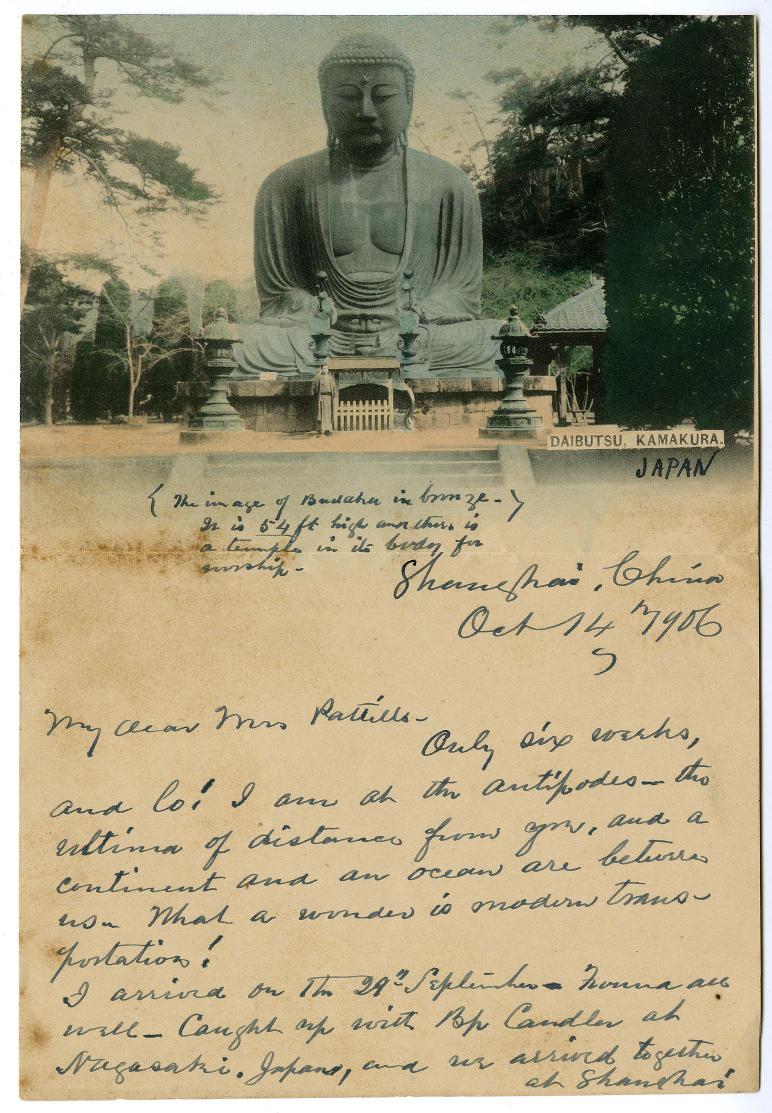 DAIBUTSU, KAMAKURA.
JAPAN
{ The image of Buddha in bronze. - }
It is 54 ft high and there is
a temple in its body for
worship -
Shanghai, China
Oct 14th 1906
My dear Mrs Pattillo -
Only six weeks,
and lo! I am at the antipodes - the
ultima of distance from you, and a
continent and an ocean are between
us - What a wonder is modern trans-
portation!
I arrived on the 29th September - Found all
well - Caught up with Bp Candler at
Nagasaki, Japan, and we arrived together
at Shanghai